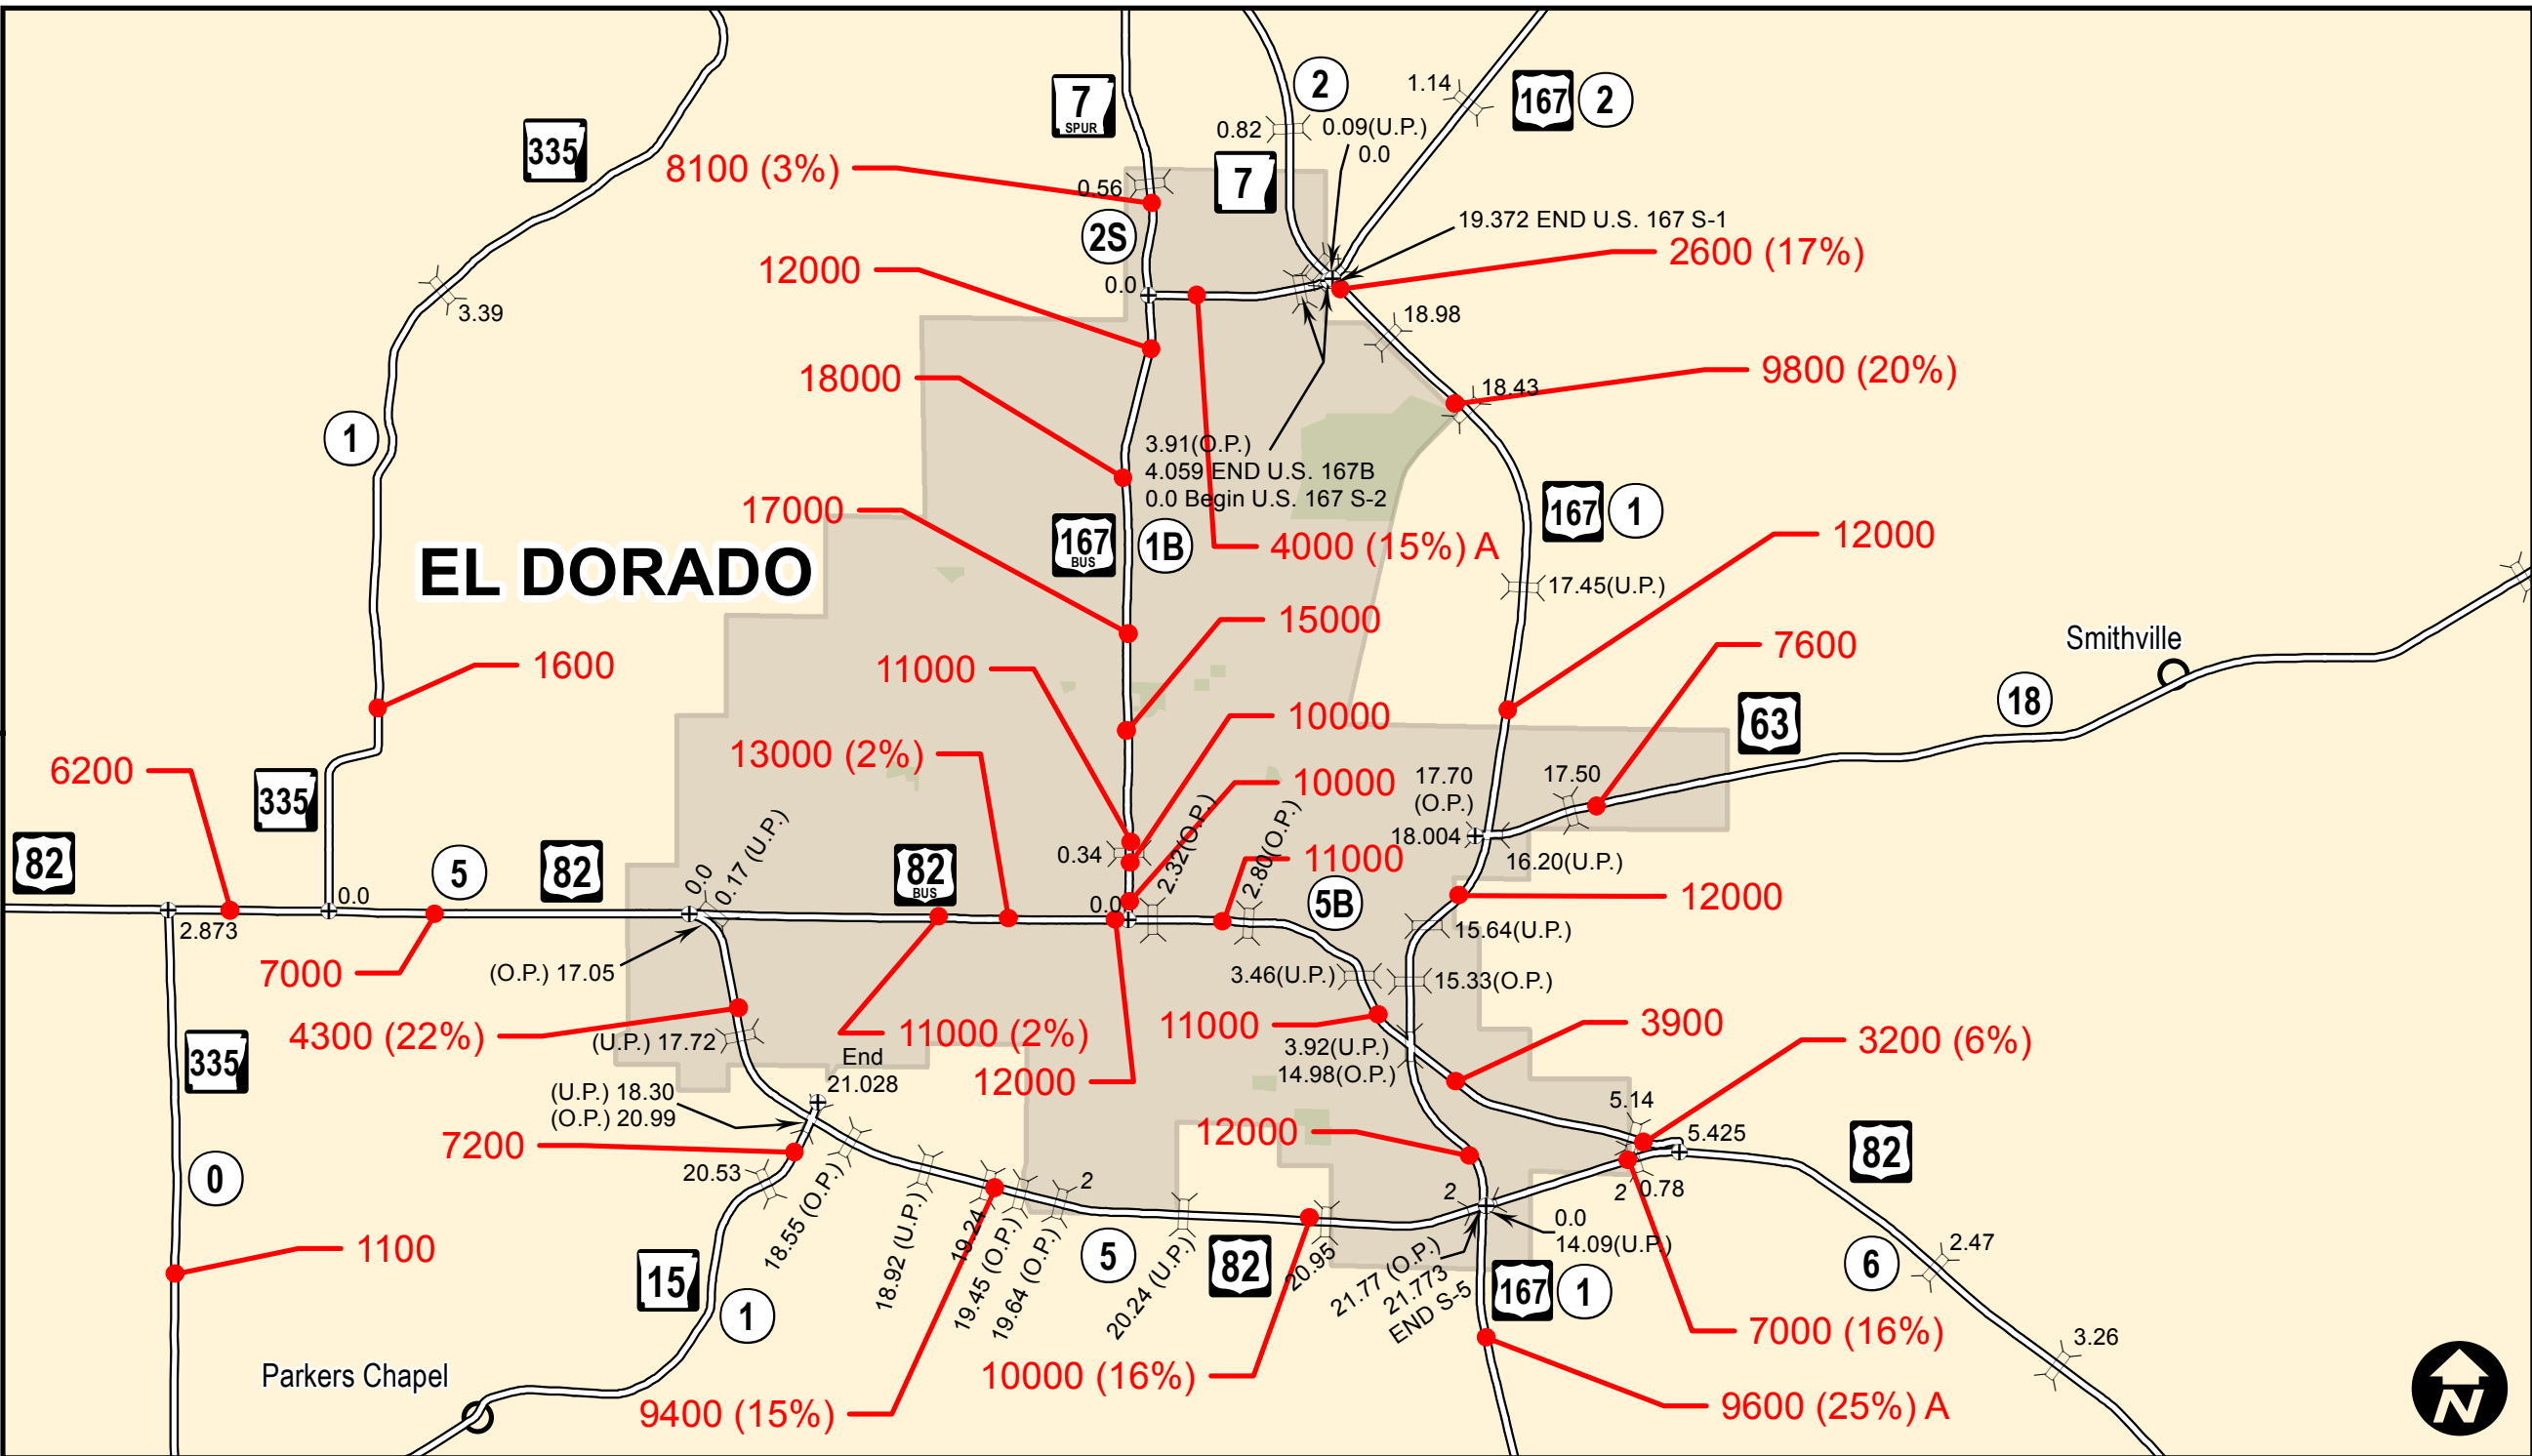 7
SPUR
2
1.14
167
2
0.82
0.09(U.P.)
0.0
335
8100 (3%)
0.56
7
19.372 END U.S. 167 S-1
2S
2600 (17%)
12000
0.0
3.39
18.98
18000
9800 (20%)
18.43
1
3.91(O.P.)
4.059 END U.S. 167B
0.0 Begin U.S. 167 S-2
17000
167
BUS
1B
4000 (15%) A
167
1
12000
EL DORADO
17.45(U.P.)
15000
7600
Smithville
1600
11000
10000
18
63
13000 (2%)
6200
10000
17.70
(O.P.)
17.50
335
0.17 (U.P.)
2.32(O.P.)
2.80(O.P.)
18.004
82
5
82
82
BUS
0.34
11000
16.20(U.P.)
0.0
0.0
0.0
5B
12000
2.873
15.64(U.P.)
7000
(O.P.) 17.05
3.46(U.P.)
15.33(O.P.)
4300 (22%)
(U.P.) 17.72
11000 (2%)
11000
3900
3200 (6%)
335
End
21.028
12000
3.92(U.P.)
14.98(O.P.)
(U.P.) 18.30
(O.P.) 20.99
5.14
7200
12000
5.425
82
0
20.53
18.55 (O.P.)
18.92 (U.P.)
19.24
19.45 (O.P.)
19.64 (O.P.)
2
20.24 (U.P.)
2
2
0.78
0.0
14.09(U.P.)
1100
15
1
5
82
20.95
21.77 (O.P.)
21.773
END S-5
167
1
6
2.47
7000 (16%)
3.26
Parkers Chapel
10000 (16%)
9400 (15%)
9600 (25%) A
N